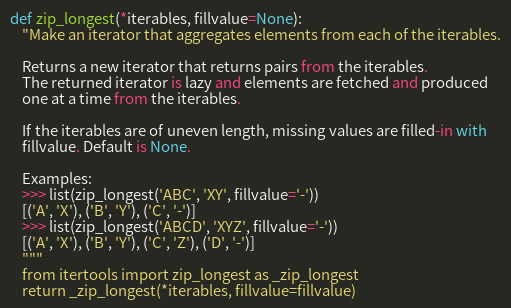 def zip_longest(*iterables, fillvalue=None):
"Make an iterator that aggregates elements from each of the iterables.
Returns a new iterator that returns pairs from the iterables.
The returned iterator is lazy and elements are fetched and produced
one at a time from the iterables.
If the iterables are of uneven length, missing values are filled-in with
fillvalue. Default is None.
Examples:
>>> list(zip_longest('ABC', 'XY', fillvalue='-'))
[('A', 'X'), ('B', 'Y'), ('C', '-')]
>>> list(zip_longest('ABCD', 'XYZ', fillvalue='-'))
[('A', 'X'), ('B', 'Y'), ('C', 'Z'), ('D', '-')]
"""
from itertools import zip_longest as _zip_longest
return _zip_longest(*iterables, fillvalue=fillvalue)